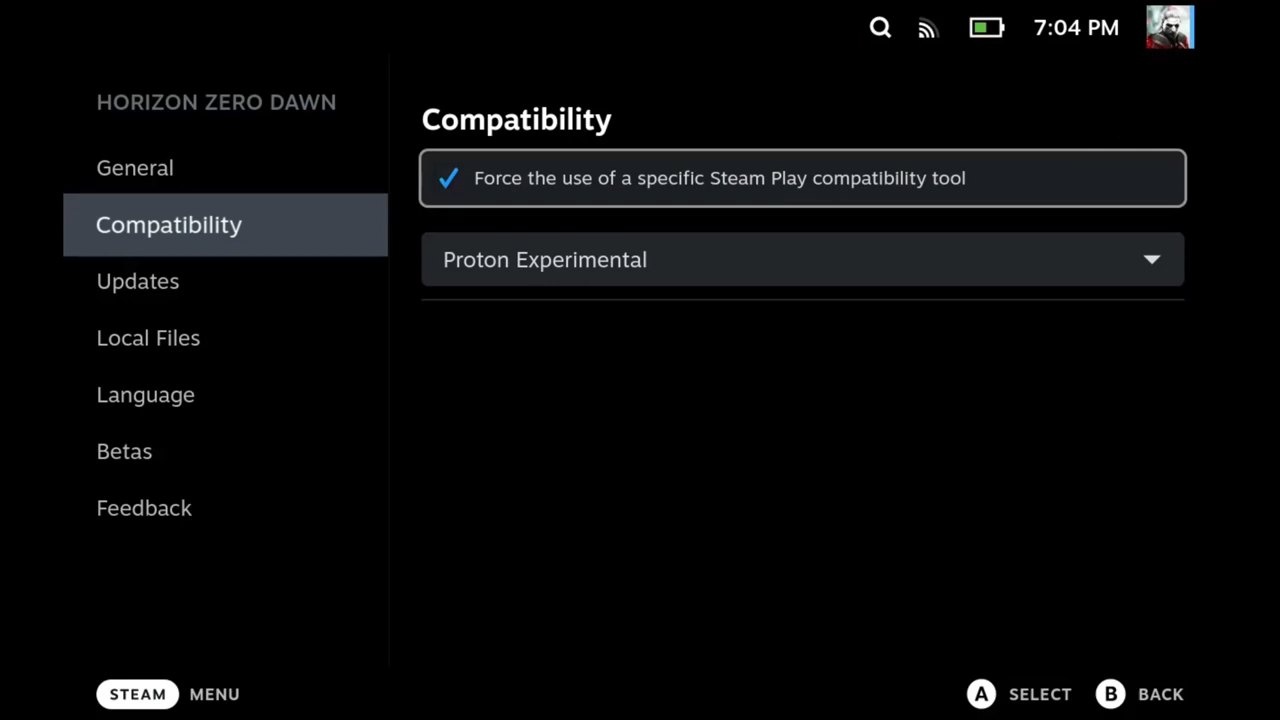 7:04 PM
HORIZON ZERO DAWN
General
Compatibility
Updates
Local Files
Language
Betas
Feedback
Compatibility
Force the use of a specific Steam Play compatibility tool
Proton Experimental
STEAM MENU
A SELECT B BACK